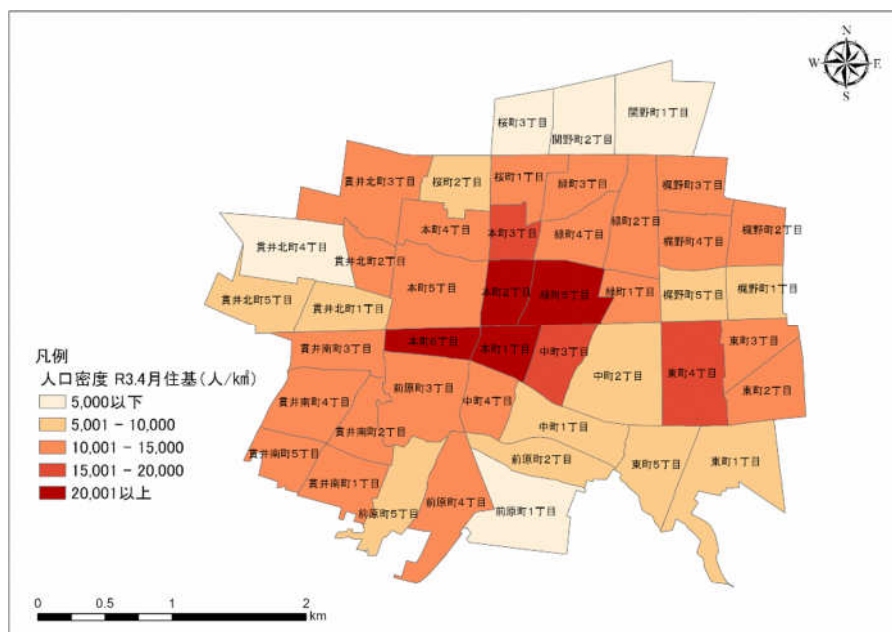 N
W E
S
関野町1丁目
桜町3丁目
関野町2丁目
貫井北町3丁目
桜町2丁目
桜町1丁目
緑町3丁目
梶野町3丁目
本町4丁目
本町3丁目
緑町4丁目
緑町2丁目
梶野町4丁目
梶野町2丁目
貫井北町4丁目
貫井北町2丁目
本町5丁目
本町2丁目
緑町5丁目
緑町1丁目
梶野町5丁目
梶野町1丁目
貫井北町5丁目
貫井北町1丁目
貫井南町3丁目
本町6丁目
本町1丁目
中町3丁目
東町3丁目
中町2丁目
東町4丁目
東町2丁目
前原町3丁目
中町4丁目
貫井南町4丁目
貫井南町2丁目
中町1丁目
貫井南町5丁目
前原町2丁目
東町5丁目
東町1丁目
貫井南町1丁目
前原町5丁目
前原町4丁目
前原町1丁目
凡例
人口密度 R3.4月住基(人/k㎡)
5,000以下
5,001 - 10,000
10,001 - 15,000
15,001 - 20,000
20,001以上
0 0.5 1 2
km